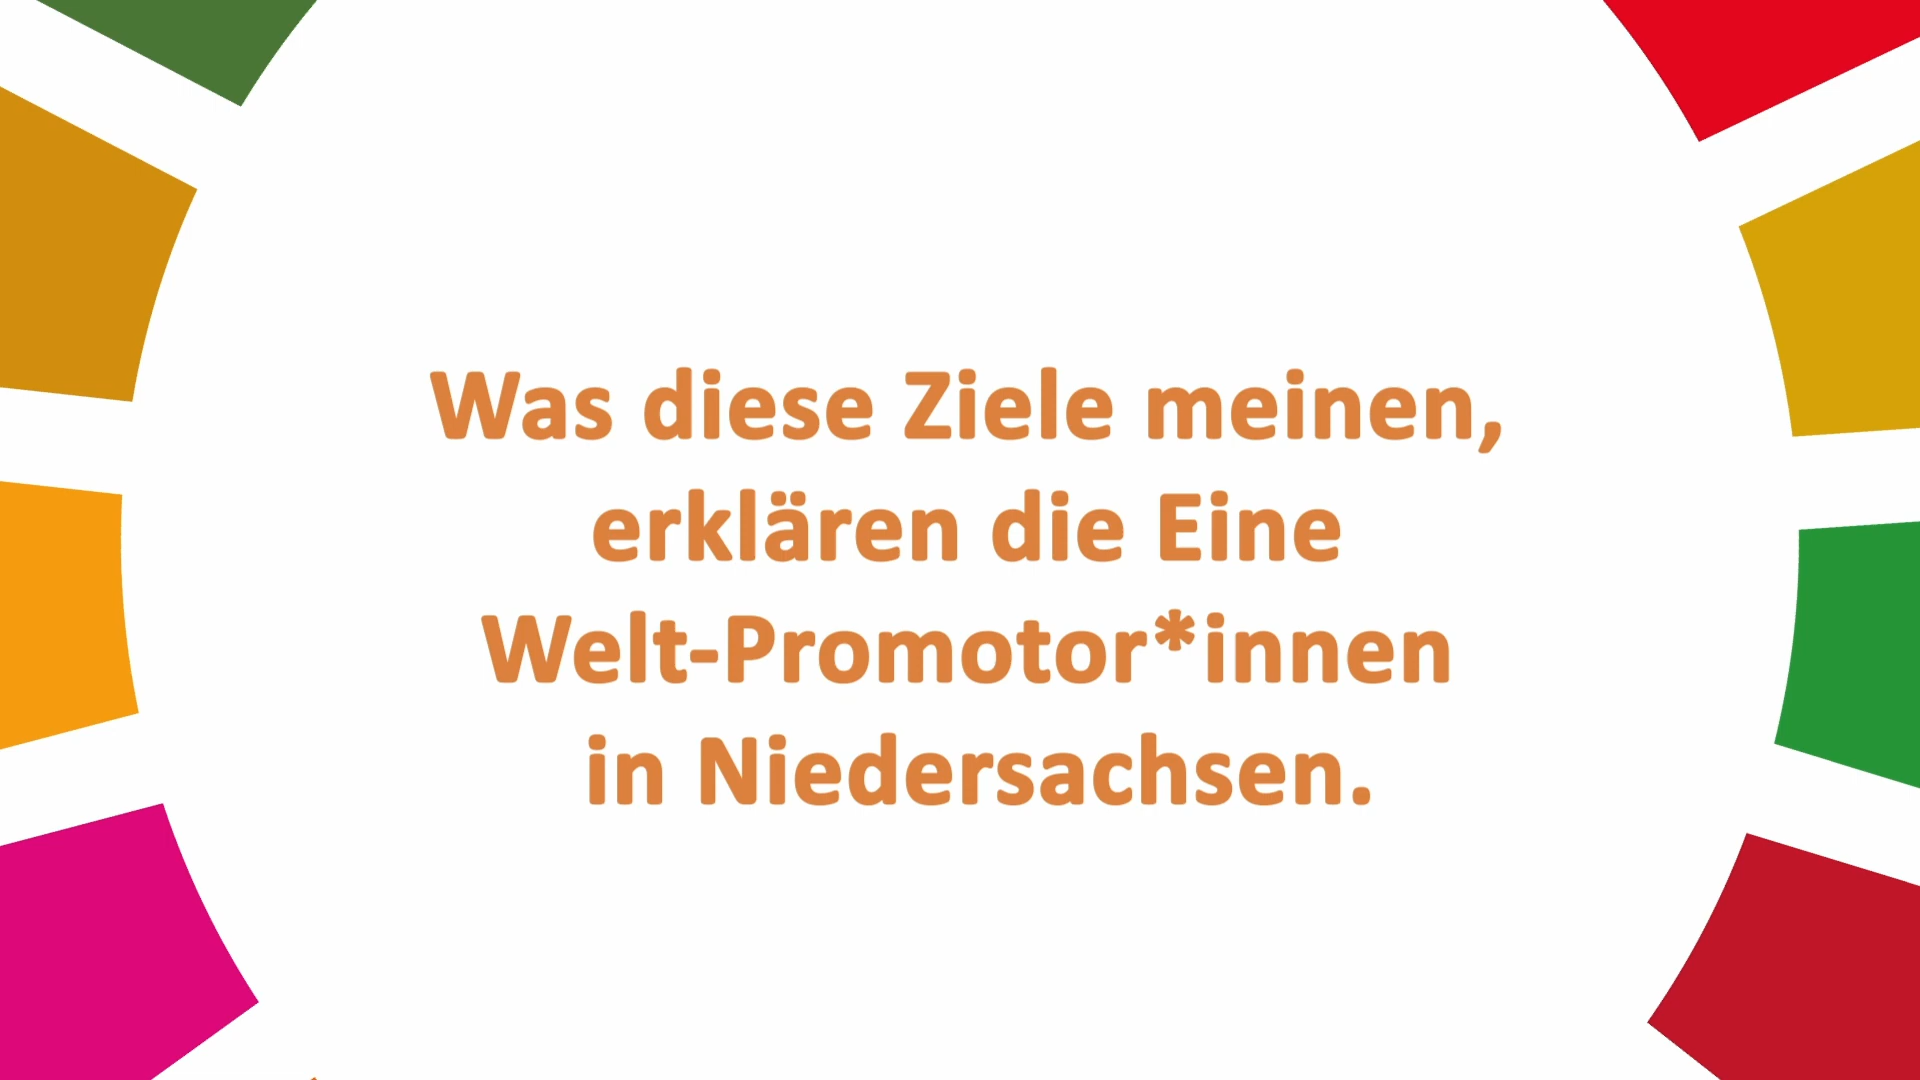 Was diese Ziele meinen,
erklären die Eine
Welt-Promotor*innen
in Niedersachsen.